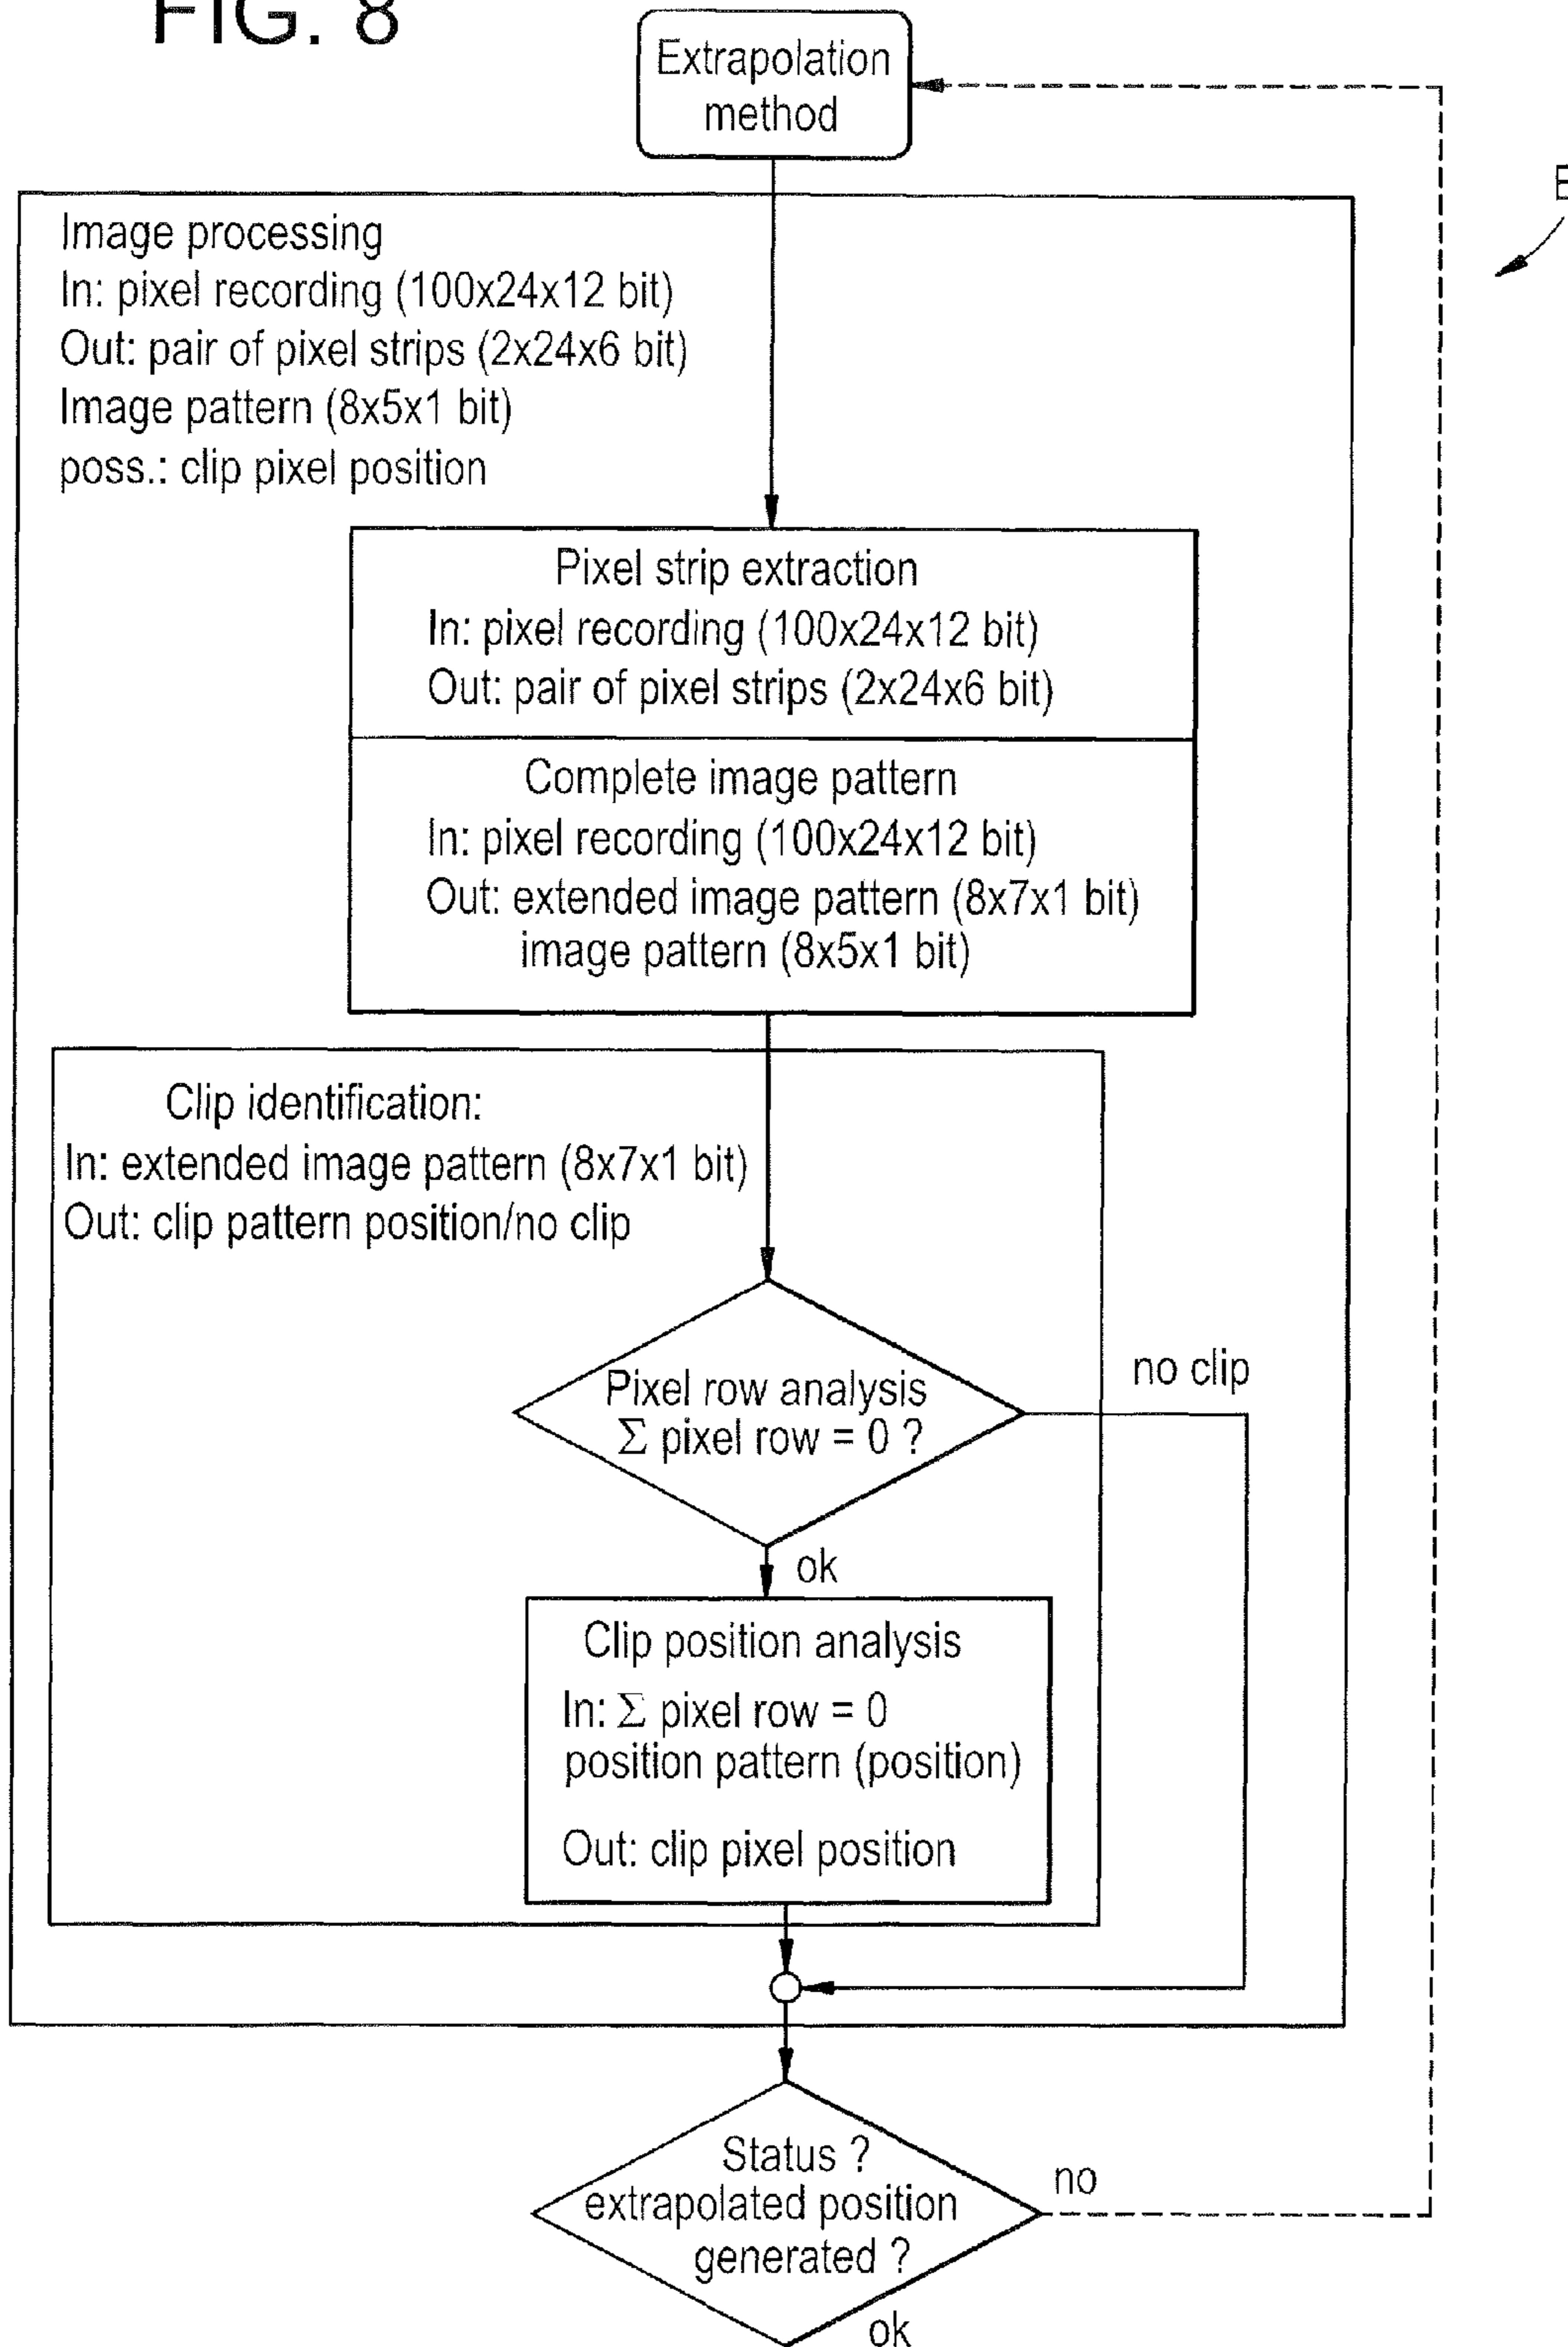 FIG. 8
Extrapolation
method
E
Image processing
In: pixel recording (100x24x12 bit)
Out: pair of pixel strips (2x24x6 bit)
Image pattern (8x5x1 bit)
poss.: clip pixel position
Pixel strip extraction
In: pixel recording (100x24x12 bit)
Out: pair of pixel strips (2x24x6 bit)
Complete image pattern
In: pixel recording (100x24x12 bit)
Out: extended image pattern (8x7x1 bit)
image pattern (8x5x1 bit)
Clip identification:
In: extended image pattern (8x7x1 bit)
Out: clip pattern position/no clip
no clip
Pixel row analysis
Σ pixel row = 0 ?
ok
Clip position analysis
In: Σ pixel row = 0
position pattern (position)
Out: clip pixel position
Status ?
extrapolated position
generated ?
no
ok